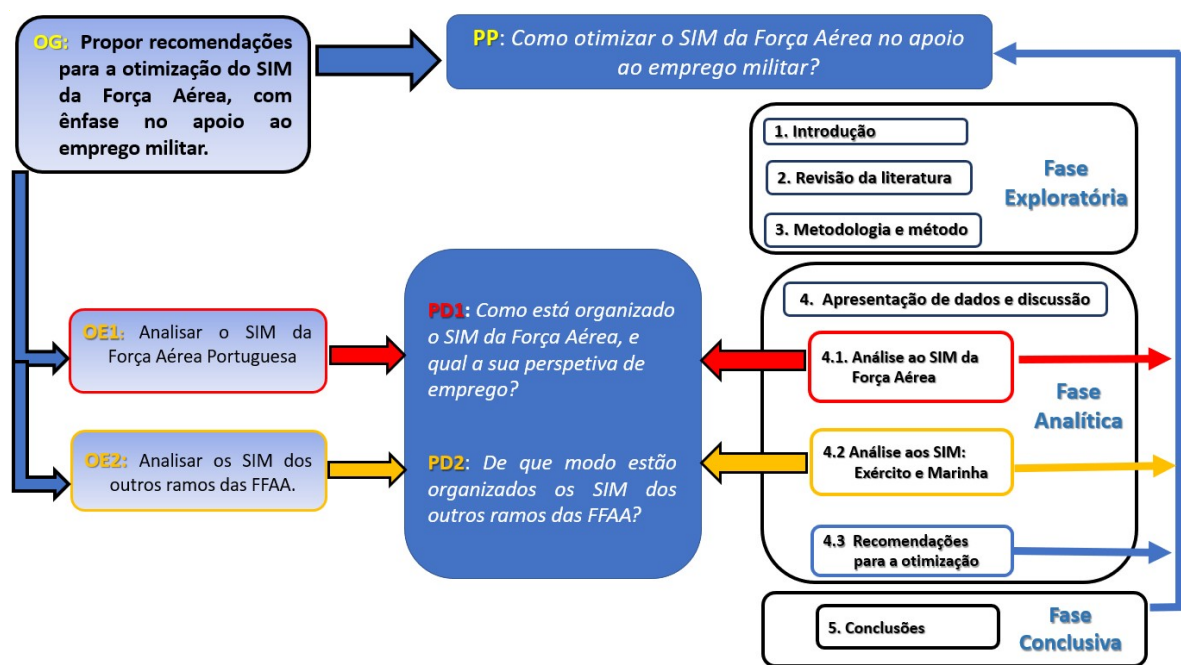 OG: Propor recomendações
para a otimização do SIM
da Força Aérea, com
ênfase no apoio ao
emprego militar.
PP: Como otimizar o SIM da Força Aérea no apoio
ao emprego militar?
1. Introdução
2. Revisão da literatura
3. Metodologia e método
Fase
Exploratória
OE1: Analisar o SIM da
Força Aérea Portuguesa
OE2: Analisar os SIM dos
outros ramos das FFAA.
PD1: Como está organizado
o SIM da Força Aérea, e
qual a sua perspetiva de
emprego?
PD2: De que modo estão
organizados os SIM dos
outros ramos das FFAA?
4. Apresentação de dados e discussão
4.1. Análise ao SIM da
Força Aérea
4.2 Análise aos SIM:
Exército e Marinha
4.3 Recomendações
para a otimização
Fase
Analítica
5. Conclusões
Fase
Conclusiva